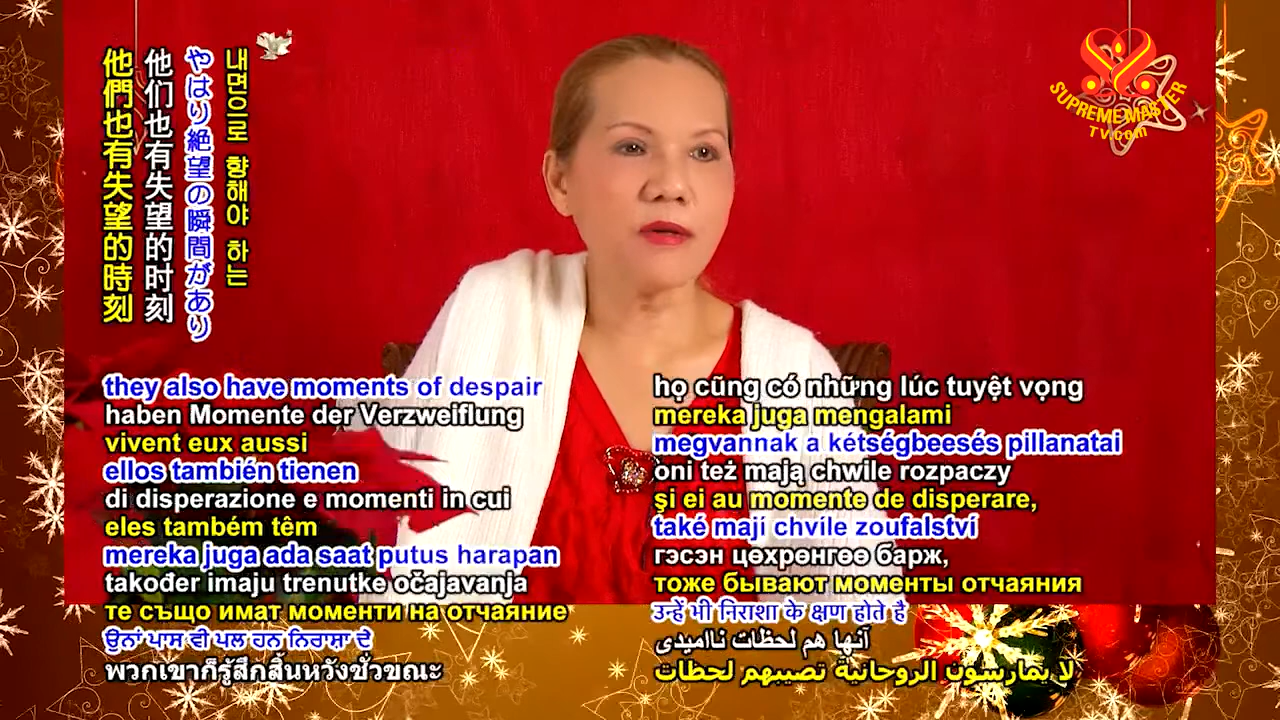 내면으로 향해야 하는
やはり絶望の瞬間があり
他们也有失望的时刻
他們也有失望的時刻
SUPREME MASTER
TV.com
they also have moments of despair
haben Momente der Verzweiflung
vivent eux aussi
ellos también tienen
di disperazione e momenti in cui
eles também têm
mereka juga ada saat putus harapan
također imaju trenutke očajavanja
те също имат моменти на отчаяние
ਉਨਾਂ ਪਾਸ ਵੀ ਪਲ ਹਨ ਨਿਰਾਸ਼ਾ ਦੇ
พวกเขาก็รู้สึกสิ้นหวังชั่วขณะ
họ cũng có những lúc tuyệt vọng
mereka juga mengalami
megvannak a kétségbeesés pillanatai
oni też mają chwile rozpaczy
şi ei au momente de disperare,
také mají chvíle zoufalství
гэсэн цөхрөнгөө барж,
тоже бывают моменты отчаяния
उन्हें भी निराशा के क्षण होते है
آنها هم لحظات ناامیدی
لا يمارسون الروحانية تصيبهم لحظات